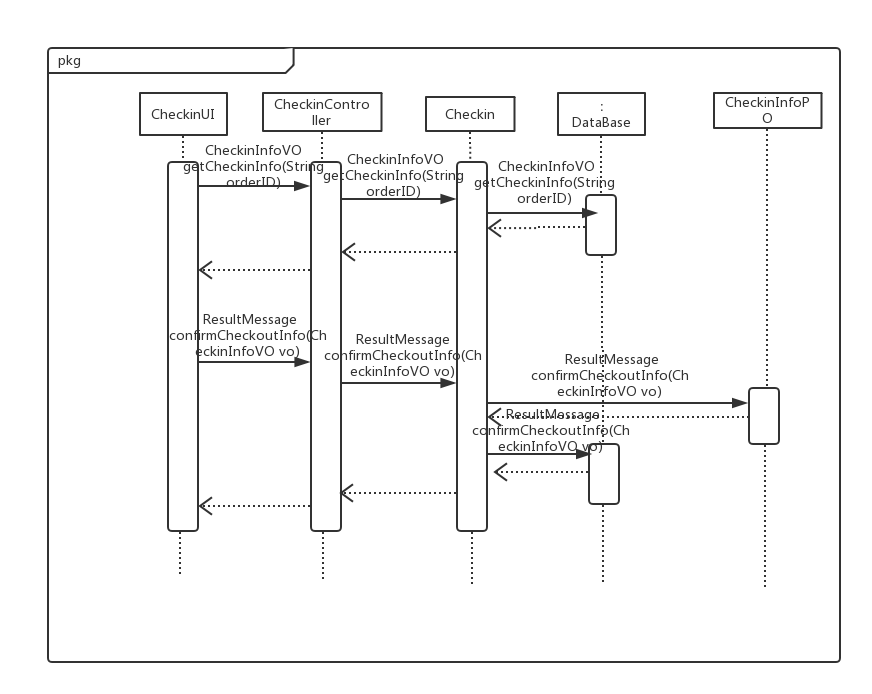 pkg
CheckinUI
CheckinContro
ller
Checkin
:
DataBase
CheckinInfoP
O
CheckinInfoVO
getCheckinInfo(String
orderID)
CheckinInfoVO
getCheckinInfo(String
orderID)
CheckinInfoVO
getCheckinInfo(String
orderID)
ResultMessage
confirmCheckoutInfo(Ch
eckinInfoVO vo)
ResultMessage
confirmCheckoutInfo(Ch
eckinInfoVO vo)
ResultMessage
confirmCheckoutInfo(Ch
eckinInfoVO vo)
ResultMessage
confirmCheckoutInfo(Ch
eckinInfoVO vo)